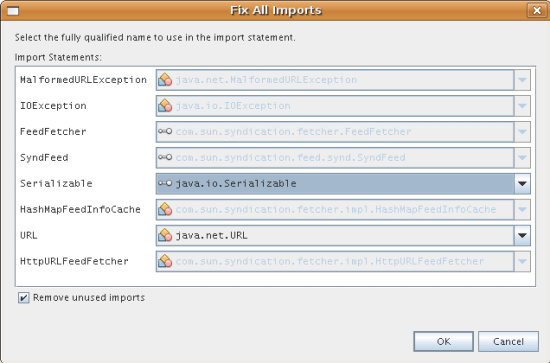 Fix All Imports
Select the fully qualified name to use in the import statement.
Import Statements:
MalformedURLException java.net.MalformedURLException
IOException java.io.IOException
FeedFetcher com.sun.syndication.fetcher.FeedFetcher
SyndFeed com.sun.syndication.feed.synd.SyndFeed
Serializable java.io.Serializable
HashMapFeedInfoCache com.sun.syndication.fetcher.impl.HashMapFeedInfoCache
URL java.net.URL
HttpURLFeedFetcher com.sun.syndication.fetcher.impl.HttpURLFeedFetcher
Remove unused imports
OK Cancel